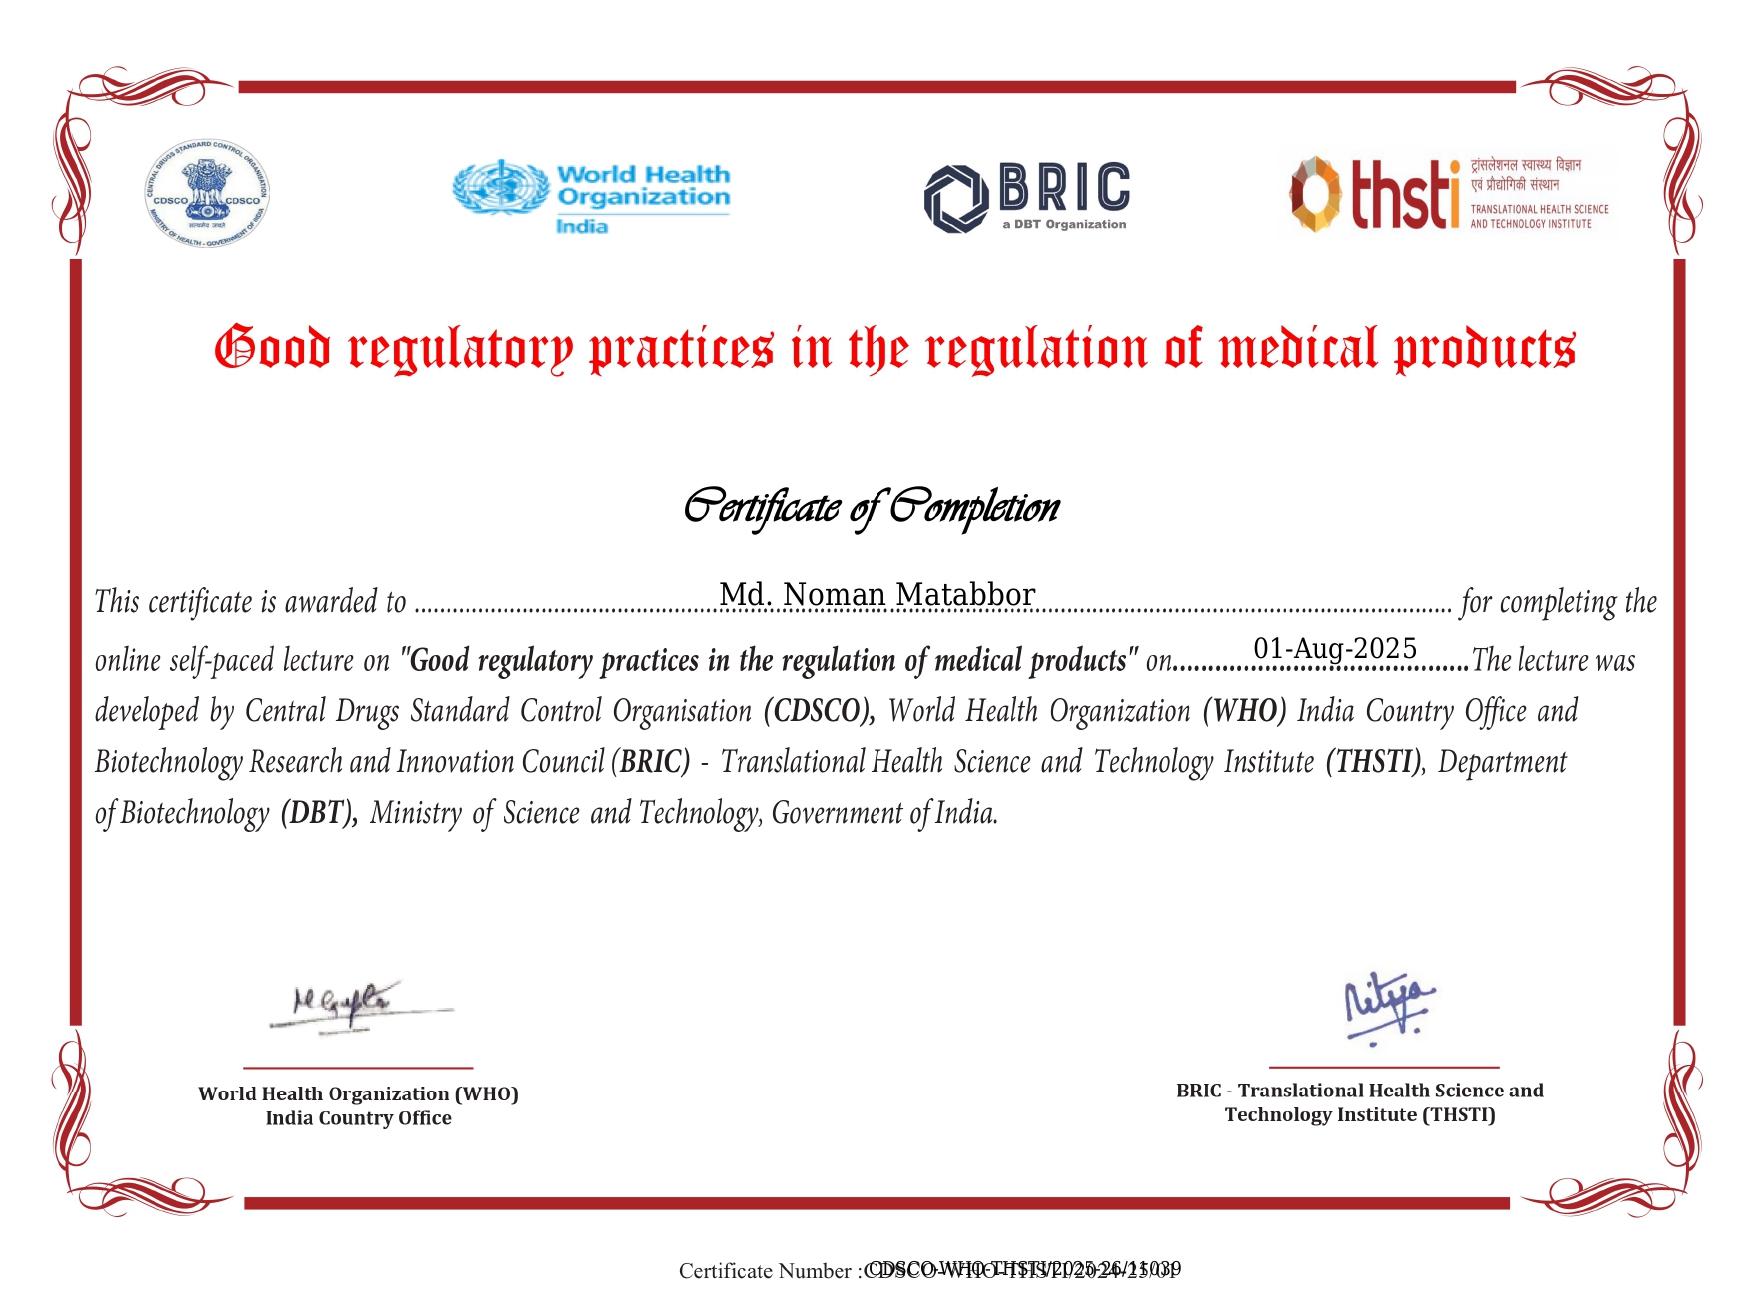 CENTRAL DRUGS STANDARD CONTROL ORGANISATION
CDSCO CDSCO
सत्यमेव जयते
MINISTRY OF HEALTH - GOVERNMENT OF INDIA
World Health
Organization
India
BRIC
a DBT Organization
thsti
ट्रांसलेशनल स्वास्थ्य विज्ञान
एवं प्रौद्योगिकी संस्थान
TRANSLATIONAL HEALTH SCIENCE
AND TECHNOLOGY INSTITUTE
Good regulatory practices in the regulation of medical products
Certificate of Completion
This certificate is awarded to Md. Noman Matabbor for completing the
online self-paced lecture on "Good regulatory practices in the regulation of medical products" on 01-Aug-2025 The lecture was
developed by Central Drugs Standard Control Organisation (CDSCO), World Health Organization (WHO) India Country Office and
Biotechnology Research and Innovation Council (BRIC) - Translational Health Science and Technology Institute (THSTI), Department
of Biotechnology (DBT), Ministry of Science and Technology, Government of India.
M Gupta
Nitya
World Health Organization (WHO)
India Country Office
BRIC - Translational Health Science and
Technology Institute (THSTI)
Certificate Number : CDSCO-WHO-THSTI/2025-26/11039